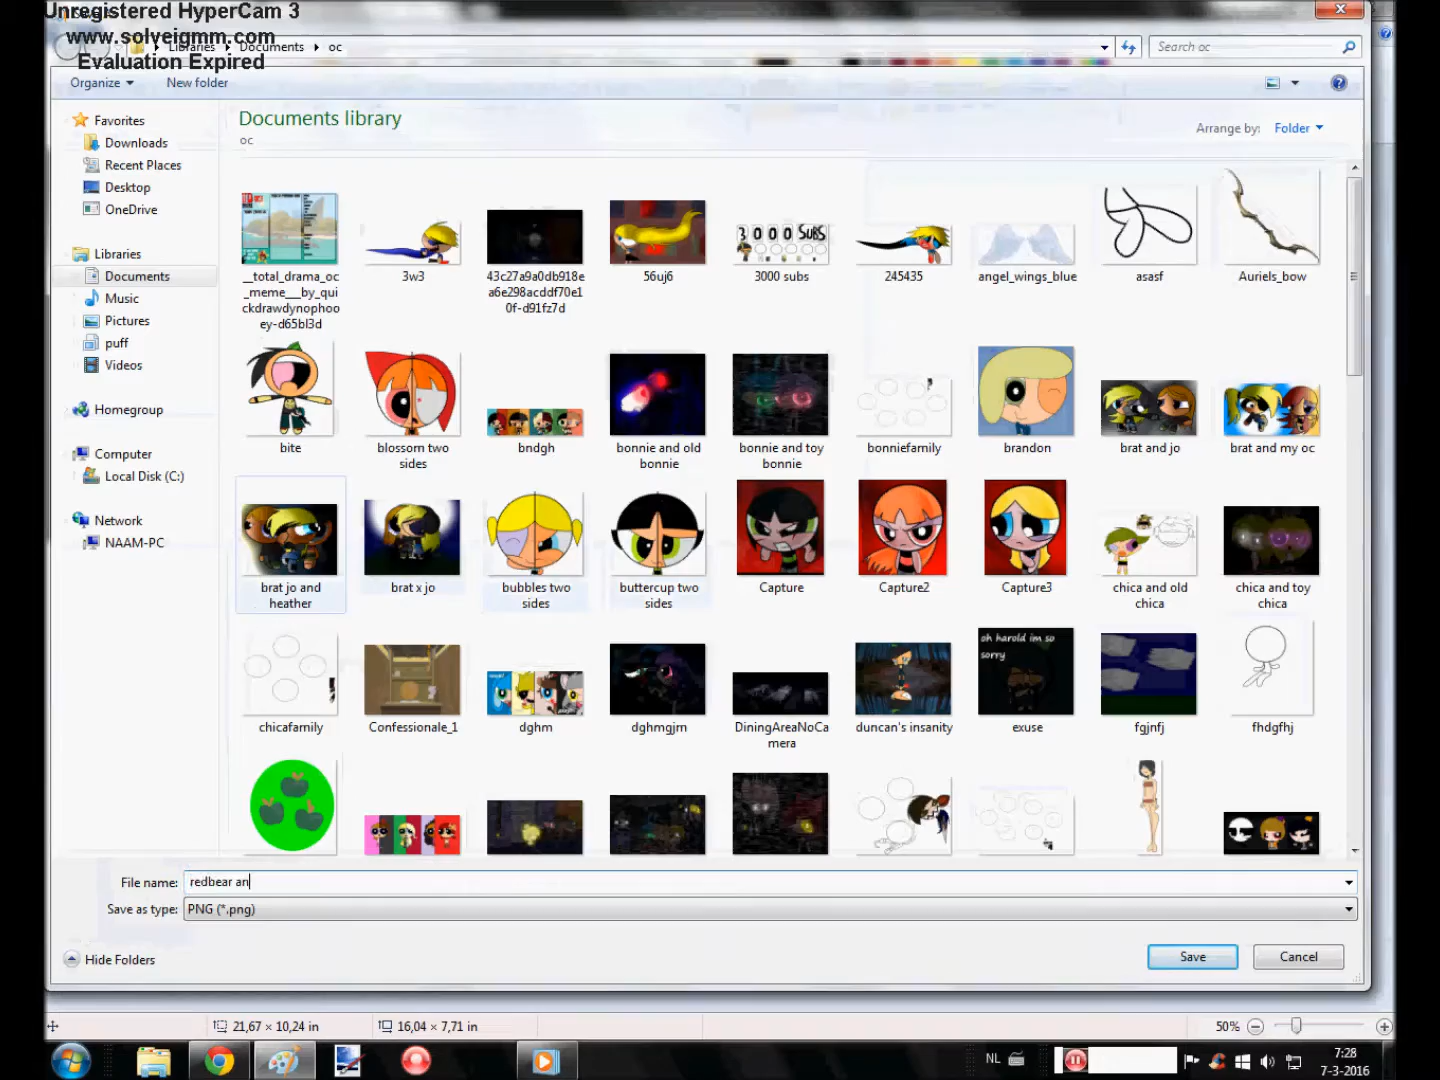 Unregistered HyperCam 3
www.solveigmm.com
Evaluation Expired
Libraries Documents oc
Search oc
Organize New folder
Documents library
oc
Arrange by: Folder
Favorites
Downloads
Recent Places
Desktop
OneDrive
Libraries
Documents
Music
Pictures
puff
Videos
Homegroup
Computer
Local Disk (C:)
Network
NAAM-PC
3000 SUBS
__total_drama_oc
_meme___by_qui
ckdrawdynophoo
ey-d65bl3d
3w3
43c27a9a0db918e
a6e298acddf70e1
0f-d91fz7d
56uj6
3000 subs
245435
angel_wings_blue
asasf
Auriels_bow
bite
blossom two
sides
bndgh
bonnie and old
bonnie
bonnie and toy
bonnie
bonniefamily
brandon
brat and jo
brat and my oc
brat jo and
heather
brat x jo
bubbles two
sides
buttercup two
sides
Capture
Capture2
Capture3
chica and old
chica
chica and toy
chica
oh harold im so
sorry
chicafamily
Confessionale_1
dghm
dghmgjm
DiningAreaNoCa
mera
duncan's insanity
exuse
fgjnfj
fhdgfhj
File name: redbear an
Save as type: PNG (*.png)
Hide Folders
Save
Cancel
21,67 × 10,24 in
16,04 × 7,71 in
50%
NL
7:28
7-3-2016